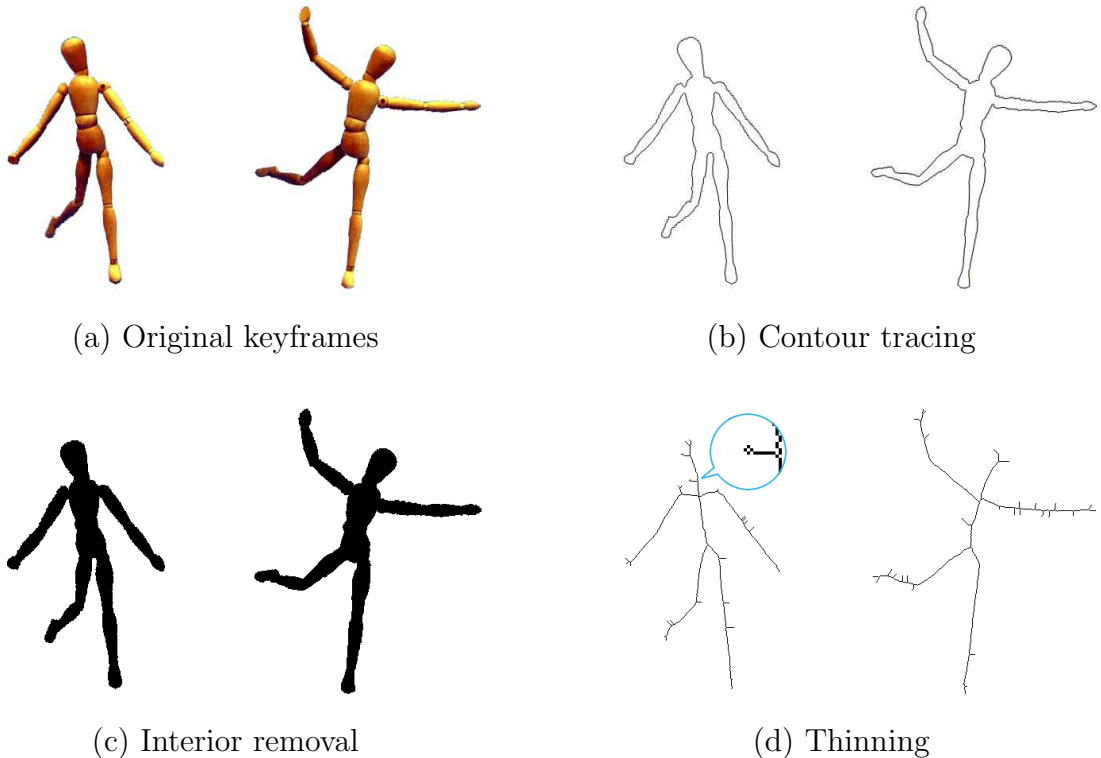 (a) Original keyframes
(b) Contour tracing
(c) Interior removal
(d) Thinning